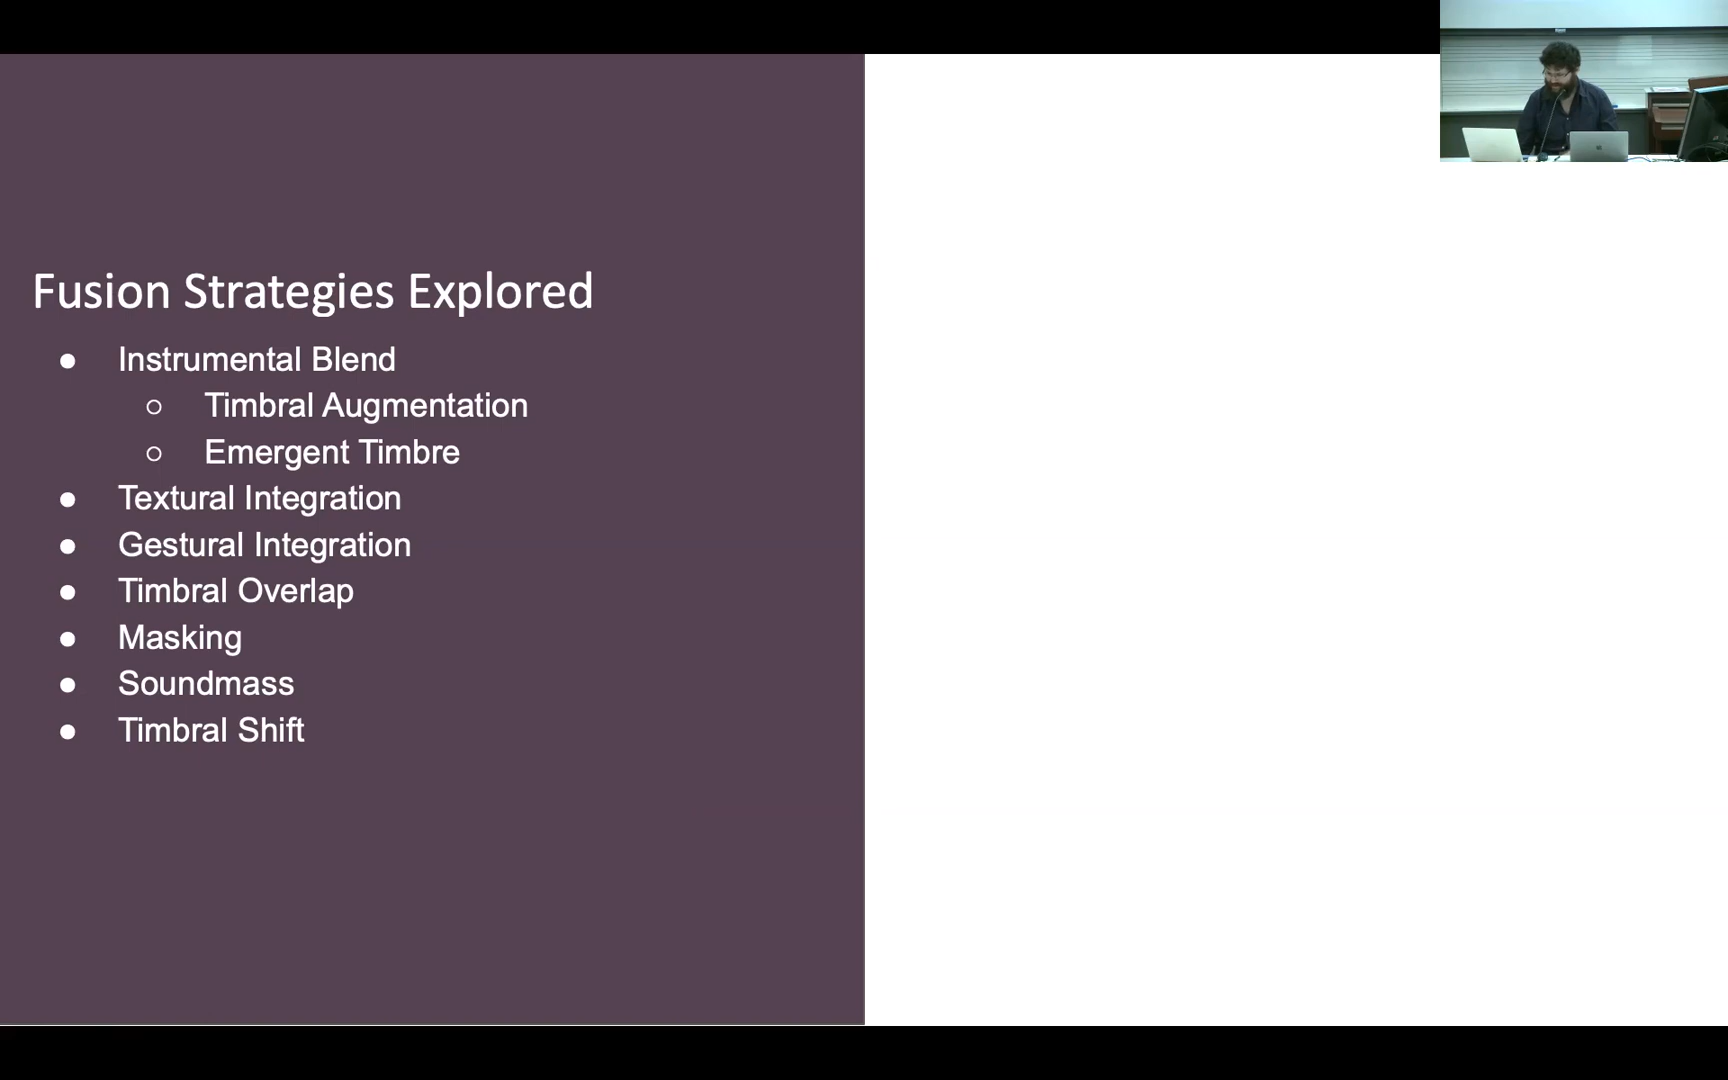 Fusion Strategies Explored
● Instrumental Blend
○ Timbral Augmentation
○ Emergent Timbre
● Textural Integration
● Gestural Integration
● Timbral Overlap
● Masking
● Soundmass
● Timbral Shift